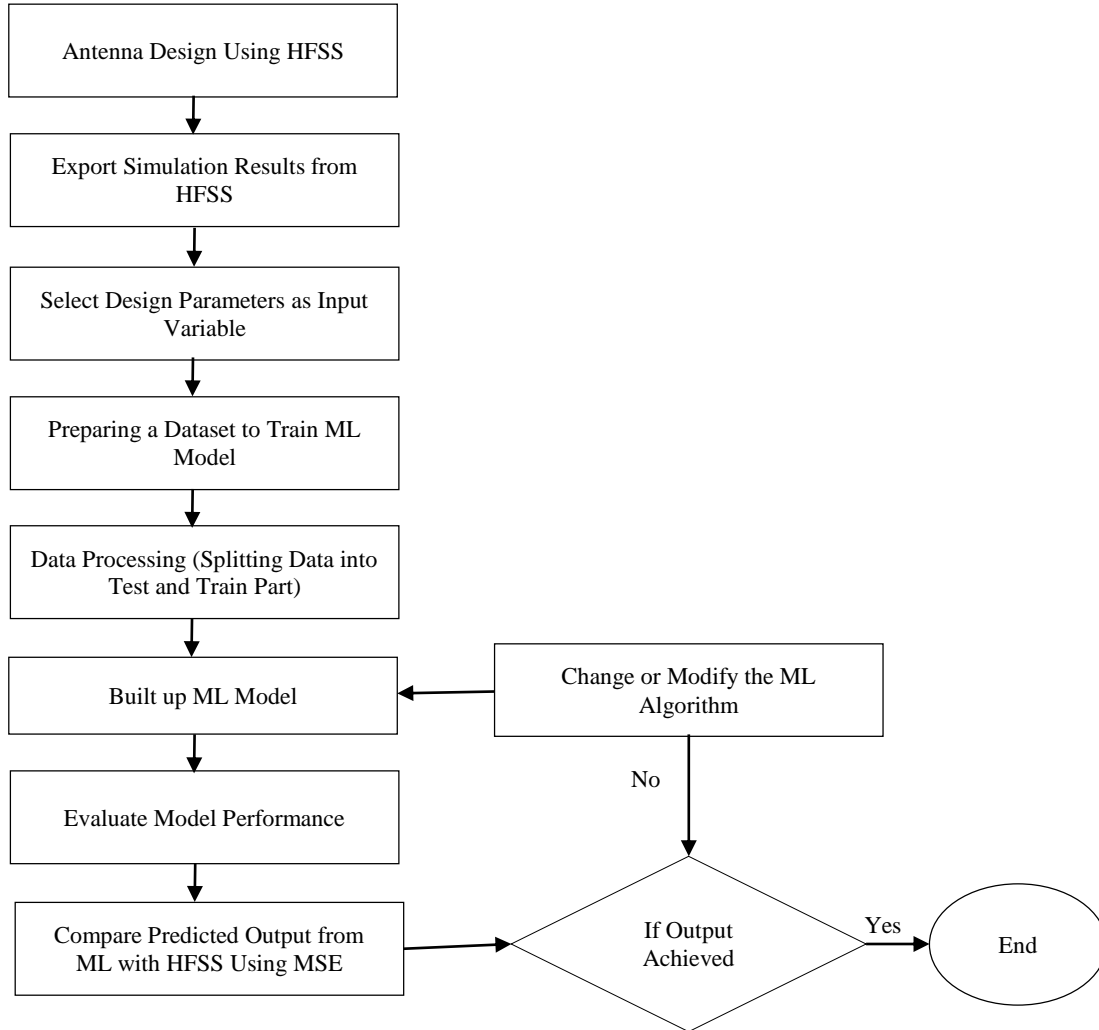 Antenna Design Using HFSS
Export Simulation Results from
HFSS
Select Design Parameters as Input
Variable
Preparing a Dataset to Train ML
Model
Data Processing (Splitting Data into
Test and Train Part)
Built up ML Model
Change or Modify the ML
Algorithm
No
Evaluate Model Performance
Compare Predicted Output from
ML with HFSS Using MSE
If Output
Achieved
Yes
End